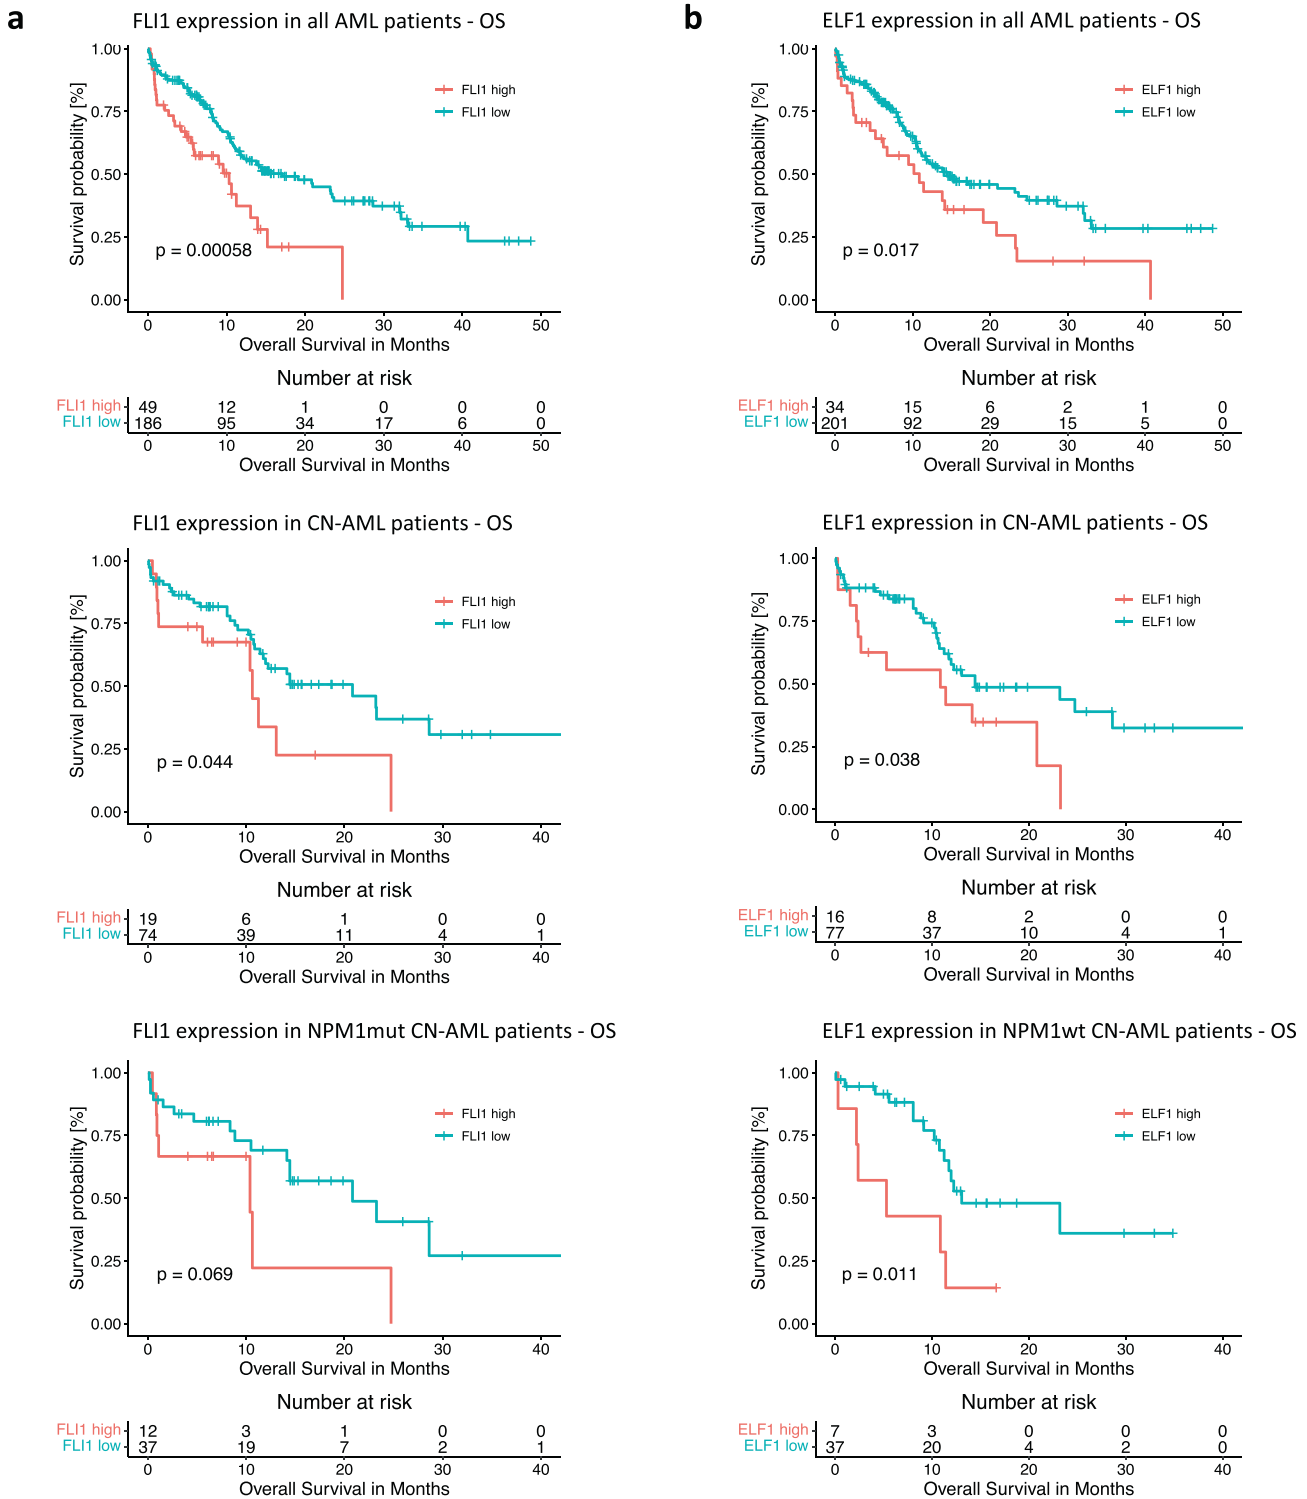 a
FLI1 expression in all AML patients - OS
Survival probability [%]
1.00
0.75
0.50
0.25
0.00
FLI1 high
FLI1 low
p = 0.00058
0 10 20 30 40 50
Overall Survival in Months
Number at risk
FLI1 high 49 12 1 0 0 0
FLI1 low 186 95 34 17 6 0
0 10 20 30 40 50
Overall Survival in Months
FLI1 expression in CN-AML patients - OS
Survival probability [%]
1.00
0.75
0.50
0.25
0.00
FLI1 high
FLI1 low
p = 0.044
0 10 20 30 40
Overall Survival in Months
Number at risk
FLI1 high 19 6 1 0 0
FLI1 low 74 39 11 4 1
0 10 20 30 40
Overall Survival in Months
FLI1 expression in NPM1mut CN-AML patients - OS
Survival probability [%]
1.00
0.75
0.50
0.25
0.00
FLI1 high
FLI1 low
p = 0.069
0 10 20 30 40
Overall Survival in Months
Number at risk
FLI1 high 12 3 1 0 0
FLI1 low 37 19 7 2 1
0 10 20 30 40
Overall Survival in Months
b
ELF1 expression in all AML patients - OS
Survival probability [%]
1.00
0.75
0.50
0.25
0.00
ELF1 high
ELF1 low
p = 0.017
0 10 20 30 40 50
Overall Survival in Months
Number at risk
ELF1 high 34 15 6 2 1 0
ELF1 low 201 92 29 15 5 0
0 10 20 30 40 50
Overall Survival in Months
ELF1 expression in CN-AML patients - OS
Survival probability [%]
1.00
0.75
0.50
0.25
0.00
ELF1 high
ELF1 low
p = 0.038
0 10 20 30 40
Overall Survival in Months
Number at risk
ELF1 high 16 8 2 0 0
ELF1 low 77 37 10 4 1
0 10 20 30 40
Overall Survival in Months
ELF1 expression in NPM1wt CN-AML patients - OS
Survival probability [%]
1.00
0.75
0.50
0.25
0.00
ELF1 high
ELF1 low
p = 0.011
0 10 20 30 40
Overall Survival in Months
Number at risk
ELF1 high 7 3 0 0 0
ELF1 low 37 20 4 2 0
0 10 20 30 40
Overall Survival in Months